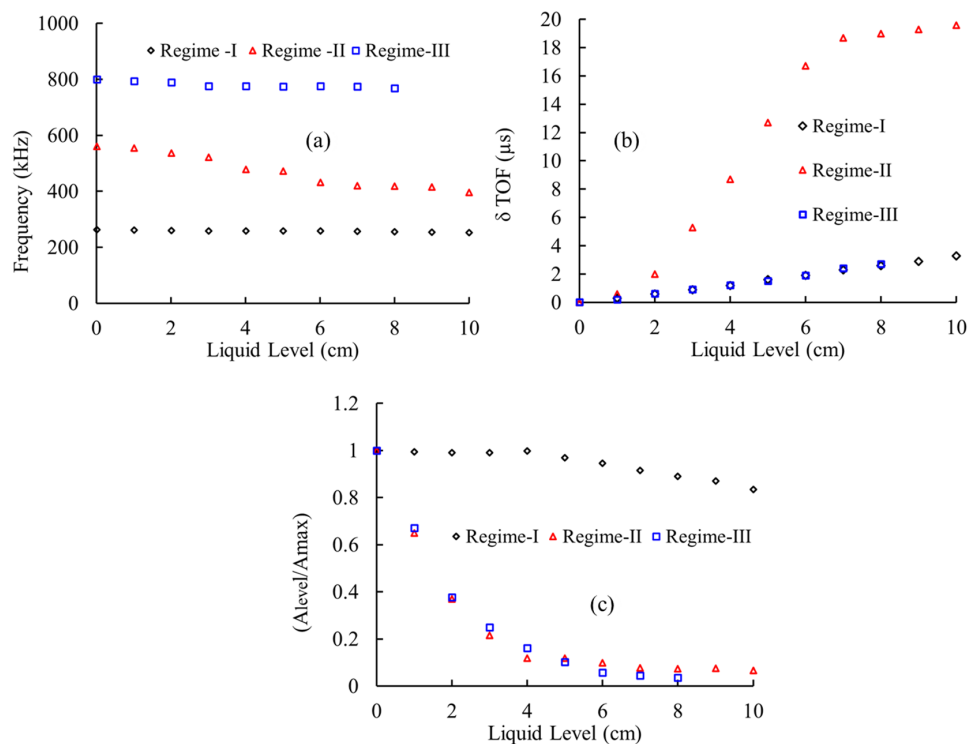 1000
800
600
400
200
0
Frequency (kHz)
Regime -I Regime -II Regime-III
(a)
0 2 4 6 8 10
Liquid Level (cm)
20
18
16
14
12
10
8
6
4
2
0
δ TOF (µs)
(b)
Regime-I
Regime-II
Regime-III
0 2 4 6 8 10
Liquid Level (cm)
1.2
1
0.8
0.6
0.4
0.2
0
(Alevel/Amax)
Regime-I Regime-II Regime-III
(c)
0 2 4 6 8 10
Liquid Level (cm)